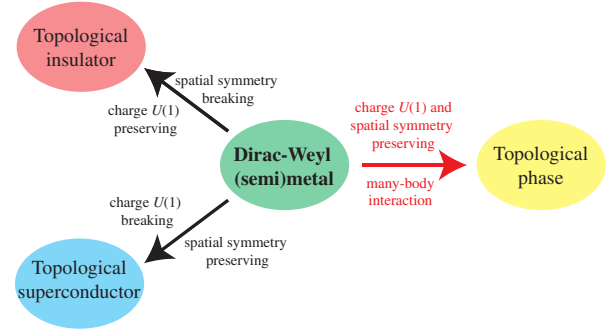 Topological
insulator
spatial symmetry
breaking
charge U(1)
preserving
Dirac-Weyl
(semi)metal
charge U(1) and
spatial symmetry
preserving
many-body
interaction
Topological
phase
charge U(1)
breaking
spatial symmetry
preserving
Topological
superconductor